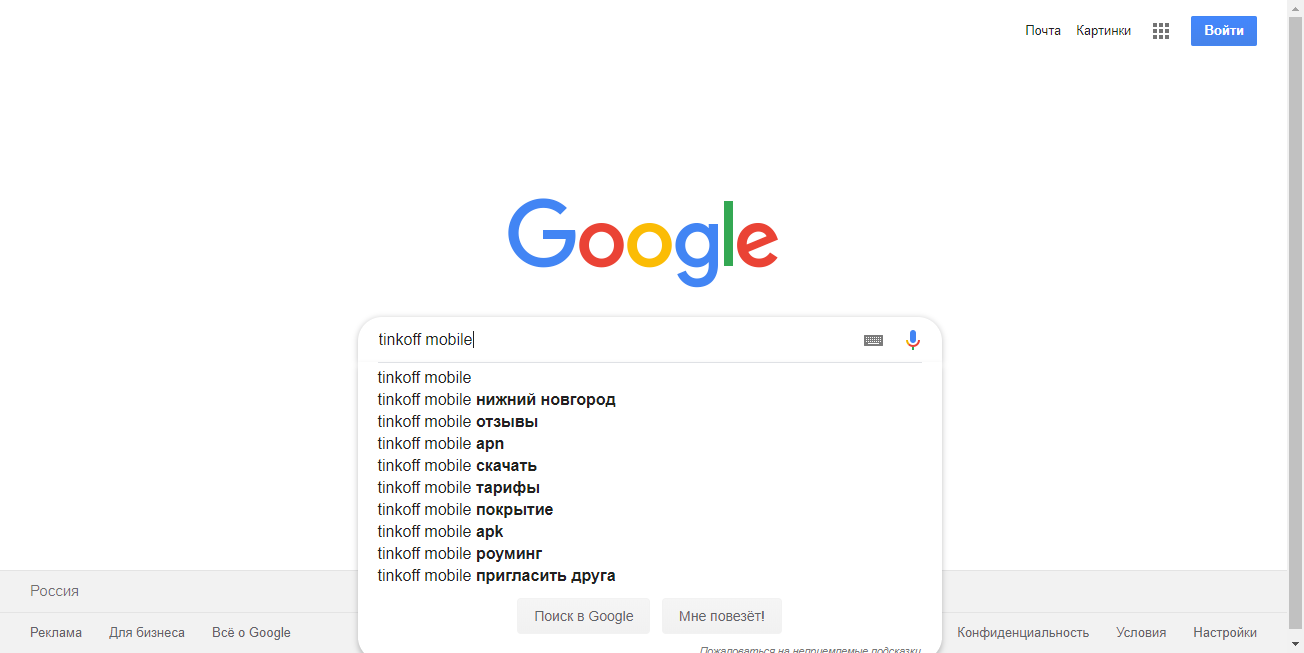 Почта Картинки Войти
Google
tinkoff mobile
tinkoff mobile
tinkoff mobile нижний новгород
tinkoff mobile отзывы
tinkoff mobile apn
tinkoff mobile скачать
tinkoff mobile тарифы
tinkoff mobile покрытие
tinkoff mobile apk
tinkoff mobile роуминг
tinkoff mobile пригласить друга
Россия
Поиск в Google Мне повезёт!
Реклама Для бизнеса Всё о Google Конфиденциальность Условия Настройки
Пожаловаться на неприемлемые подсказки